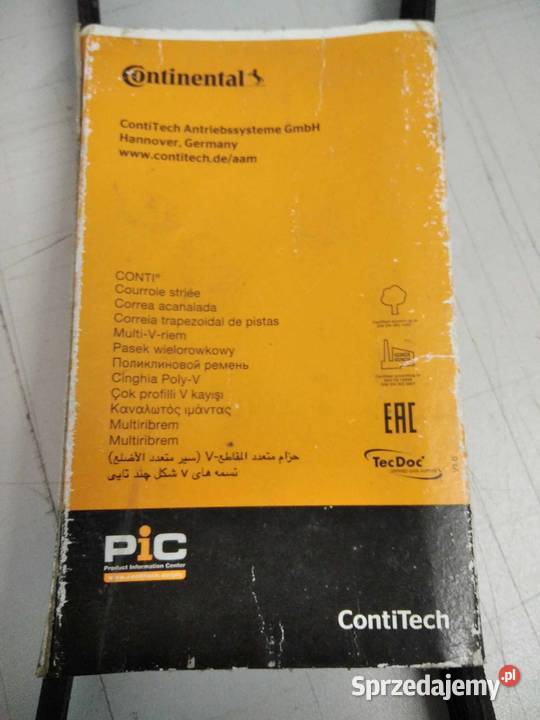 Continental
ContiTech Antriebssysteme GmbH
Hannover, Germany
www.contitech.de/aam
CONTI®
Courroie striée
Correa acanalada
Correia trapezoidal de pistas
Multi-V-riem
Pasek wielorowkowy
Поликлиновой ремень
Cinghia Poly-V
Çok profilli V kayışı
Καναλωτός ιμάντας
Multiribrem
Multiribrem
حزام متعدد المقاطع-V (سير متعدد الأضلع)
تسمه های V شکل چند تایی
EAC
TecDoc
PiC
Product Information Center
ContiTech
Sprzedajemy.pl